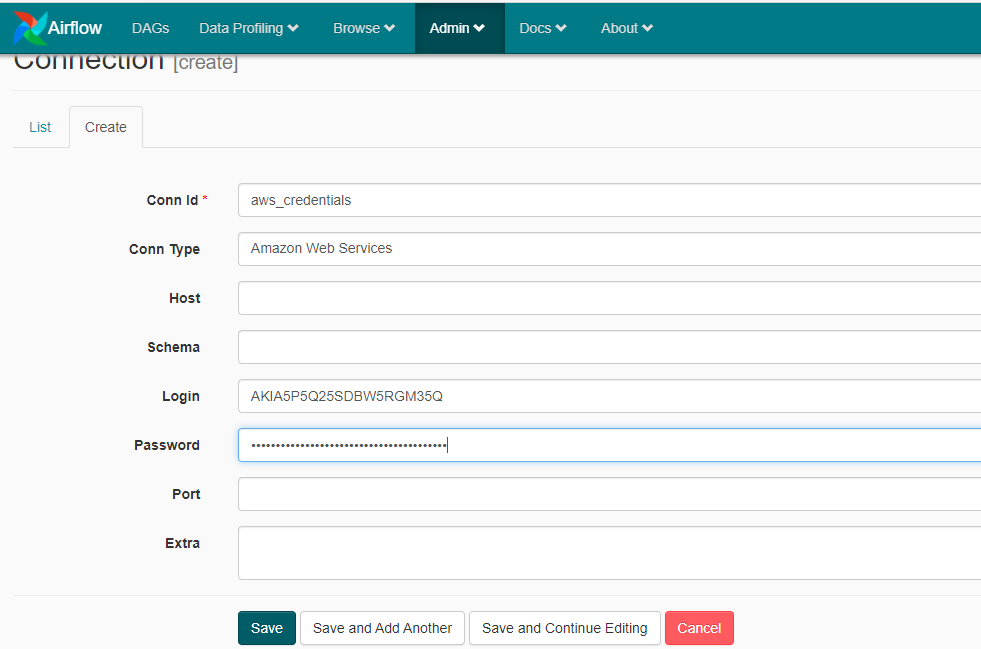 Airflow DAGs Data Profiling Browse Admin Docs About
Connection [create]
List Create
Conn Id * aws_credentials
Conn Type Amazon Web Services
Host
Schema
Login AKIA5P5Q25SDBW5RGM35Q
Password ••••••••••••••••••••••••••••••••••••••••
Port
Extra
Save Save and Add Another Save and Continue Editing Cancel